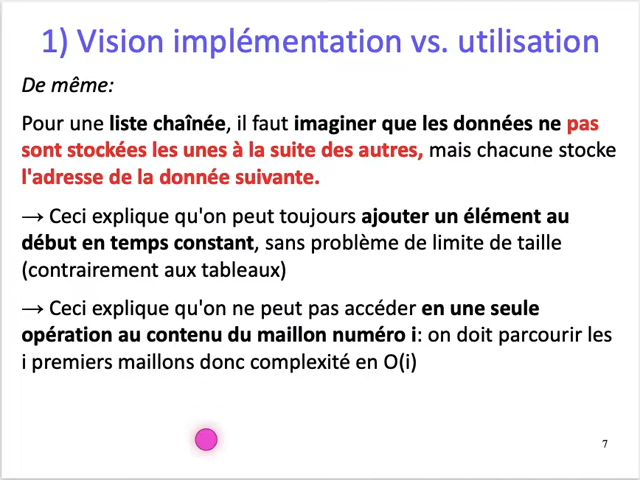 1) Vision implémentation vs. utilisation
De même:
Pour une liste chaînée, il faut imaginer que les données ne pas
sont stockées les unes à la suite des autres, mais chacune stocke
l'adresse de la donnée suivante.
→ Ceci explique qu'on peut toujours ajouter un élément au
début en temps constant, sans problème de limite de taille
(contrairement aux tableaux)
→ Ceci explique qu'on ne peut pas accéder en une seule
opération au contenu du maillon numéro i: on doit parcourir les
i premiers maillons donc complexité en O(i)
7